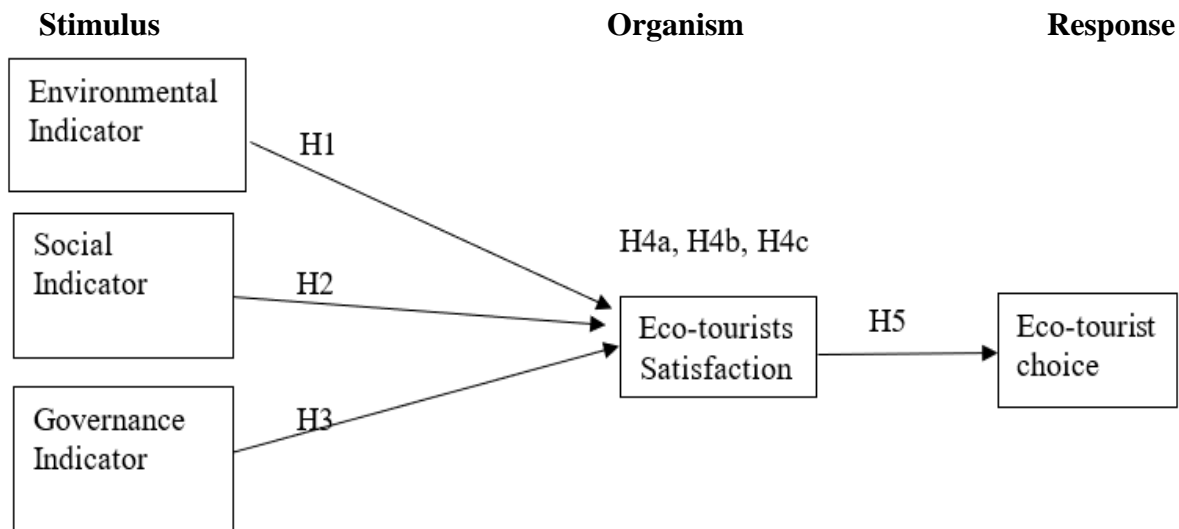 Stimulus Organism Response
Environmental
Indicator
H1
Social
Indicator
H2
H4a, H4b, H4c
Eco-tourists
Satisfaction
H5
Eco-tourist
choice
Governance
Indicator
H3